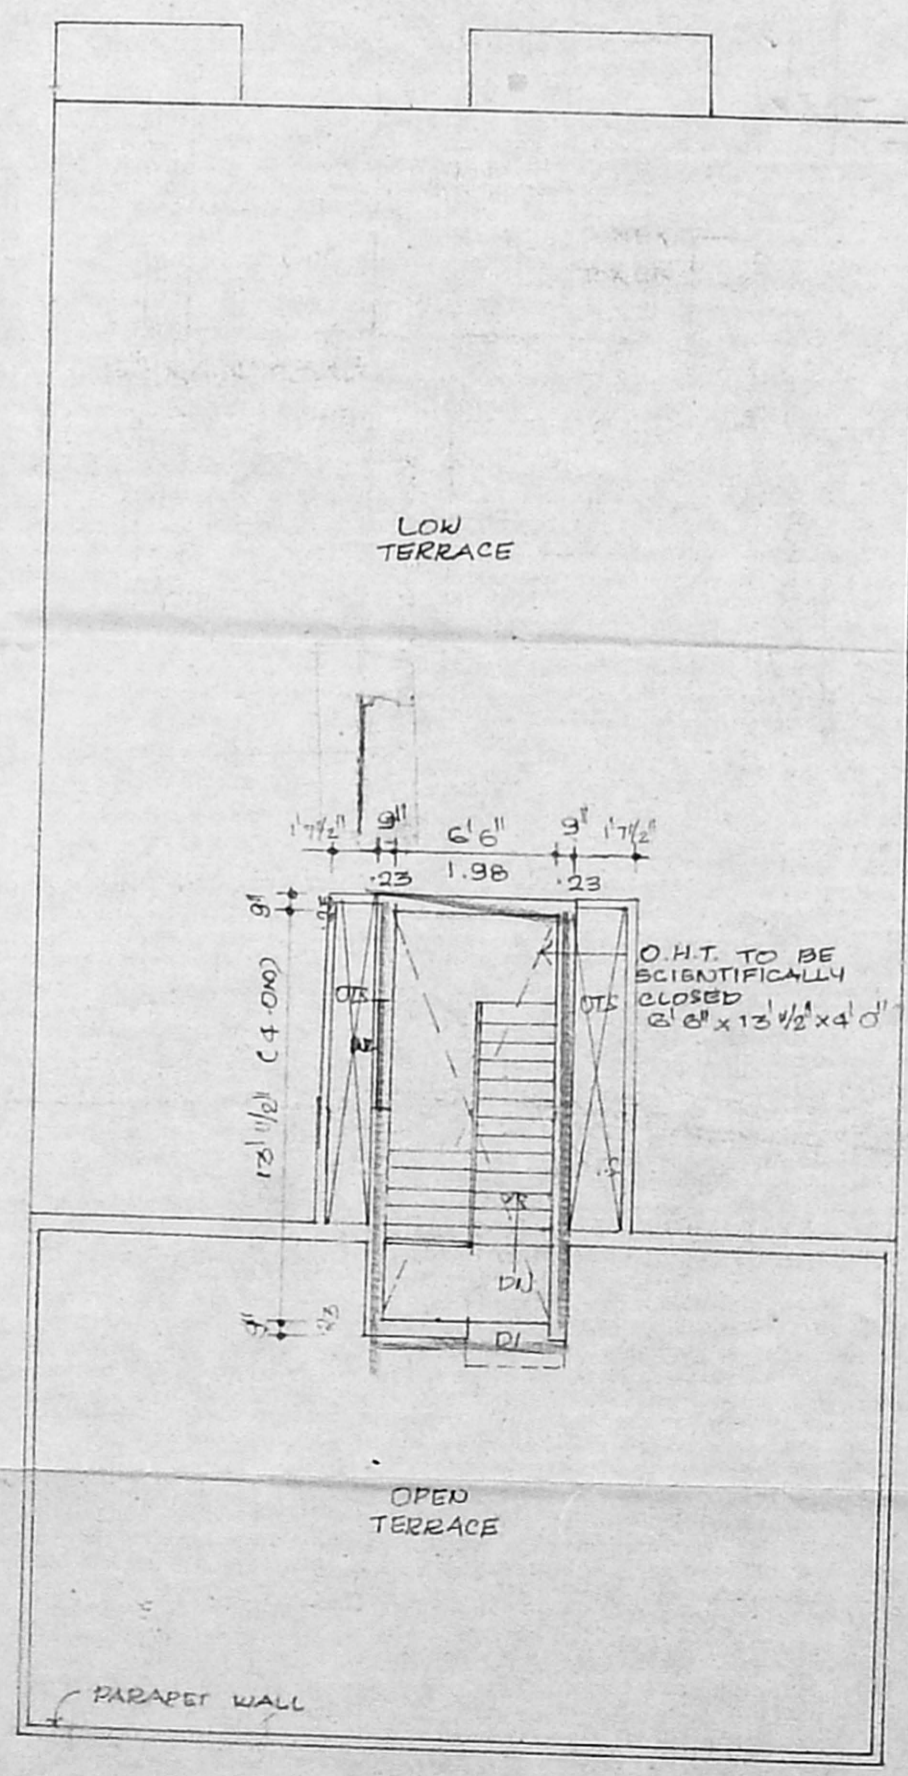 LOW
TERRACE
1'7½" 9" 6'6" 9" 1'7½"
.23 1.98 .23
9"
13'1½" (4.00)
OTS
OTS
O.H.T. TO BE
SCIENTIFICALLY
CLOSED
6'6" x 13'1½" x 4'0"
UP
DN
9" .23
D1
OPEN
TERRACE
PARAPET WALL